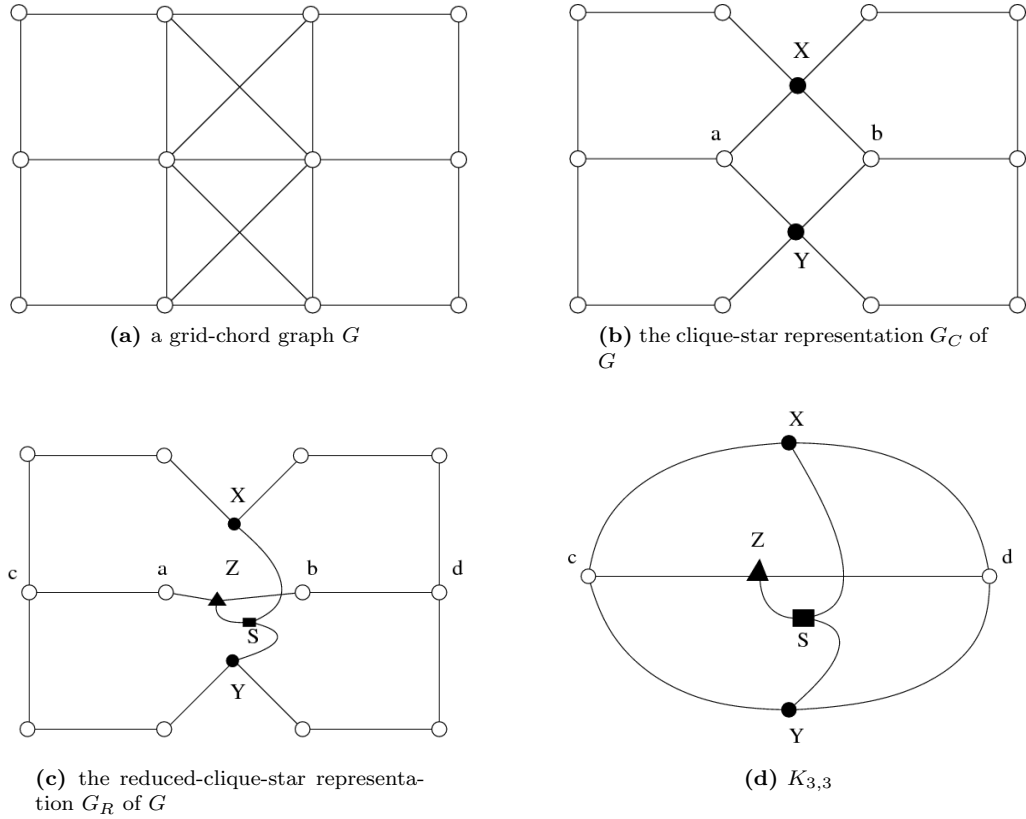 X
a
b
Y
(a) a grid-chord graph G
(b) the clique-star representation G_C of
G
X
c
a
Z
b
d
S
Y
X
c
Z
d
S
Y
(c) the reduced-clique-star representa-
tion G_R of G
(d) K_{3,3}